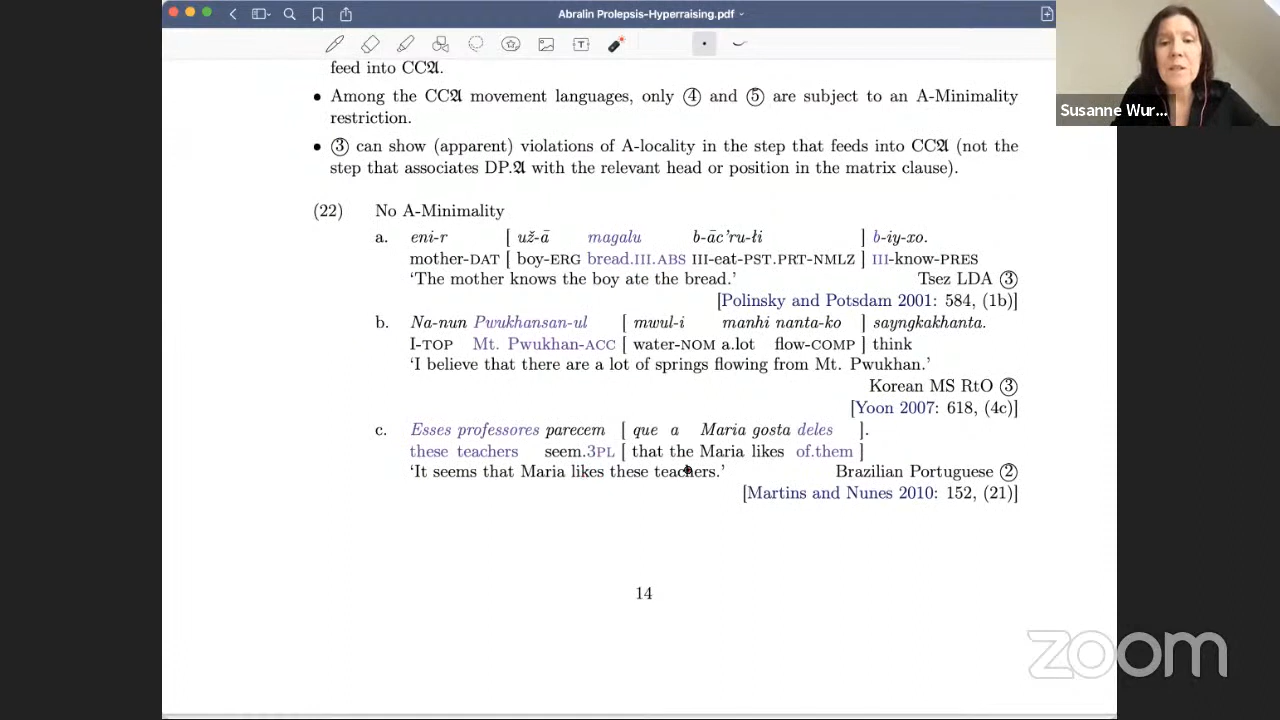 Abralin Prolepsis-Hyperraising.pdf
feed into CC𝕬.
• Among the CC𝕬 movement languages, only ④ and ⑤ are subject to an A-Minimality
restriction.
• ③ can show (apparent) violations of A-locality in the step that feeds into CC𝕬 (not the
step that associates DP.𝕬 with the relevant head or position in the matrix clause).
(22) No A-Minimality
a. eni-r [ už-ā magalu b-āc’ru-łi ] b-iy-xo.
mother-DAT [ boy-ERG bread.III.ABS III-eat-PST.PRT-NMLZ ] III-know-PRES
‘The mother knows the boy ate the bread.’ Tsez LDA ③
[Polinsky and Potsdam 2001: 584, (1b)]
b. Na-nun Pwukhansan-ul [ mwul-i manhi nanta-ko ] sayngkakhanta.
I-TOP Mt. Pwukhan-ACC [ water-NOM a.lot flow-COMP ] think
‘I believe that there are a lot of springs flowing from Mt. Pwukhan.’
Korean MS RtO ③
[Yoon 2007: 618, (4c)]
c. Esses professores parecem [ que a Maria gosta deles ].
these teachers seem.3PL [ that the Maria likes of.them ]
‘It seems that Maria likes these teachers.’ Brazilian Portuguese ②
[Martins and Nunes 2010: 152, (21)]
14
Susanne Wur...
zoom